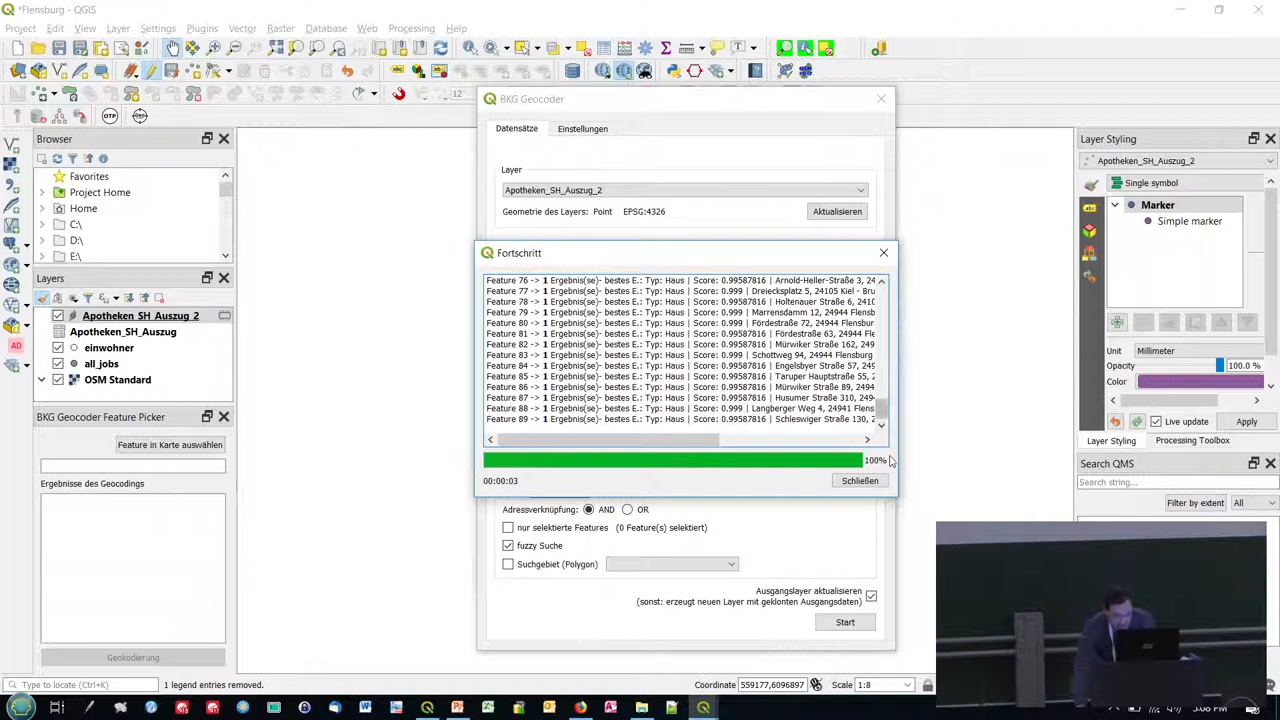 *Flensburg - QGIS
Project Edit View Layer Settings Plugins Vector Raster Database Web Processing Help
12
OTP
AD
Browser
Favorites
Project Home
Home
C:\
D:\
E:\
Layers
Apotheken_SH_Auszug_2
Apotheken_SH_Auszug
einwohner
all_jobs
OSM Standard
BKG Geocoder Feature Picker
Feature in Karte auswählen
Ergebnisse des Geocodings
Geokodierung
BKG Geocoder
Datensätze Einstellungen
Layer
Apotheken_SH_Auszug_2
Geometrie des Layers: Point EPSG:4326 Aktualisieren
Fortschritt
Feature 76 -> 1 Ergebnis(se)- bestes E.: Typ: Haus | Score: 0.99587816 | Arnold-Heller-Straße 3, 24
Feature 77 -> 1 Ergebnis(se)- bestes E.: Typ: Haus | Score: 0.999 | Dreiecksplatz 5, 24105 Kiel - Bru
Feature 78 -> 1 Ergebnis(se)- bestes E.: Typ: Haus | Score: 0.99587816 | Holtenauer Straße 6, 2410
Feature 79 -> 1 Ergebnis(se)- bestes E.: Typ: Haus | Score: 0.999 | Marrensdamm 12, 24944 Flensb
Feature 80 -> 1 Ergebnis(se)- bestes E.: Typ: Haus | Score: 0.999 | Fördestraße 72, 24944 Flensbur
Feature 81 -> 1 Ergebnis(se)- bestes E.: Typ: Haus | Score: 0.99587816 | Fördestraße 63, 24944 Fl
Feature 82 -> 1 Ergebnis(se)- bestes E.: Typ: Haus | Score: 0.99587816 | Mürwiker Straße 162, 249
Feature 83 -> 1 Ergebnis(se)- bestes E.: Typ: Haus | Score: 0.999 | Schottweg 94, 24944 Flensburg
Feature 84 -> 1 Ergebnis(se)- bestes E.: Typ: Haus | Score: 0.99587816 | Engelsbyer Straße 57, 249
Feature 85 -> 1 Ergebnis(se)- bestes E.: Typ: Haus | Score: 0.99587816 | Taruper Hauptstraße 55, 2
Feature 86 -> 1 Ergebnis(se)- bestes E.: Typ: Haus | Score: 0.99587816 | Mürwiker Straße 89, 2494
Feature 87 -> 1 Ergebnis(se)- bestes E.: Typ: Haus | Score: 0.99587816 | Husumer Straße 310, 249
Feature 88 -> 1 Ergebnis(se)- bestes E.: Typ: Haus | Score: 0.999 | Langberger Weg 4, 24941 Flens
Feature 89 -> 1 Ergebnis(se)- bestes E.: Typ: Haus | Score: 0.99587816 | Schleswiger Straße 130, 2
100%
00:00:03 Schließen
Adressverknüpfung: AND OR
nur selektierte Features (0 Feature(s) selektiert)
fuzzy Suche
Suchgebiet (Polygon)
Ausgangslayer aktualisieren
(sonst: erzeugt neuen Layer mit geklonten Ausgangsdaten)
Start
Layer Styling
Apotheken_SH_Auszug_2
Single symbol
Marker
Simple marker
Unit Millimeter
Opacity 100.0 %
Color
Live update Apply
Layer Styling Processing Toolbox
Search QMS
Search string...
Filter by extent All
Type to locate (Ctrl+K) 1 legend entries removed. Coordinate 559177,6096897 Scale 1:8
5:08 PM